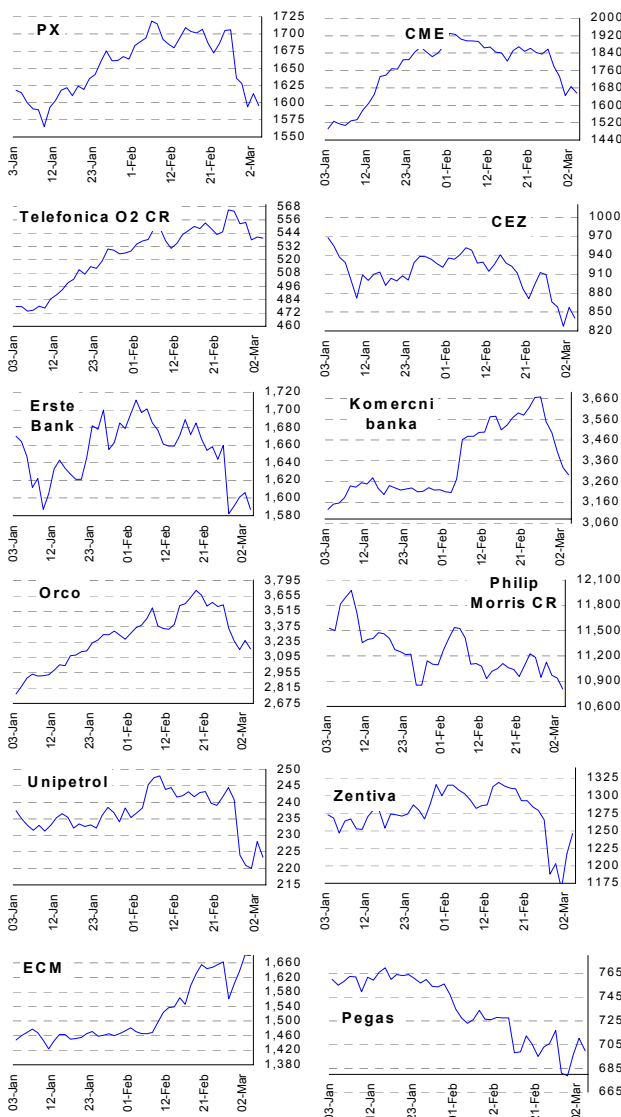 PX
1725
1700
1675
1650
1625
1600
1575
1550
3-Jan
12-Jan
23-Jan
1-Feb
12-Feb
21-Feb
2-Mar
CME
2000
1920
1840
1760
1680
1600
1520
1440
03-Jan
12-Jan
23-Jan
01-Feb
12-Feb
21-Feb
02-Mar
Telefonica O2 CR
568
556
544
532
520
508
496
484
472
460
03-Jan
12-Jan
23-Jan
01-Feb
12-Feb
21-Feb
02-Mar
CEZ
1000
970
940
910
880
850
820
03-Jan
12-Jan
23-Jan
01-Feb
12-Feb
21-Feb
02-Mar
Erste
Bank
1,720
1,700
1,680
1,660
1,640
1,620
1,600
1,580
03-Jan
12-Jan
23-Jan
01-Feb
12-Feb
21-Feb
02-Mar
Komercni
banka
3,660
3,560
3,460
3,360
3,260
3,160
3,060
03-Jan
12-Jan
23-Jan
01-Feb
12-Feb
21-Feb
02-Mar
Orco
3,795
3,655
3,515
3,375
3,235
3,095
2,955
2,815
2,675
03-Jan
12-Jan
23-Jan
01-Feb
12-Feb
21-Feb
02-Mar
Philip
Morris CR
12,100
11,800
11,500
11,200
10,900
10,600
03-Jan
12-Jan
23-Jan
01-Feb
12-Feb
21-Feb
02-Mar
Unipetrol
250
245
240
235
230
225
220
215
03-Jan
12-Jan
23-Jan
01-Feb
12-Feb
21-Feb
02-Mar
Zentiva
1325
1300
1275
1250
1225
1200
1175
03-Jan
12-Jan
23-Jan
01-Feb
12-Feb
21-Feb
02-Mar
ECM
1,660
1,620
1,580
1,540
1,500
1,460
1,420
1,380
03-Jan
12-Jan
23-Jan
01-Feb
12-Feb
21-Feb
02-Mar
Pegas
765
745
725
705
685
665
03-Jan
12-Jan
23-Jan
01-Feb
2-Feb
21-Feb
02-Mar